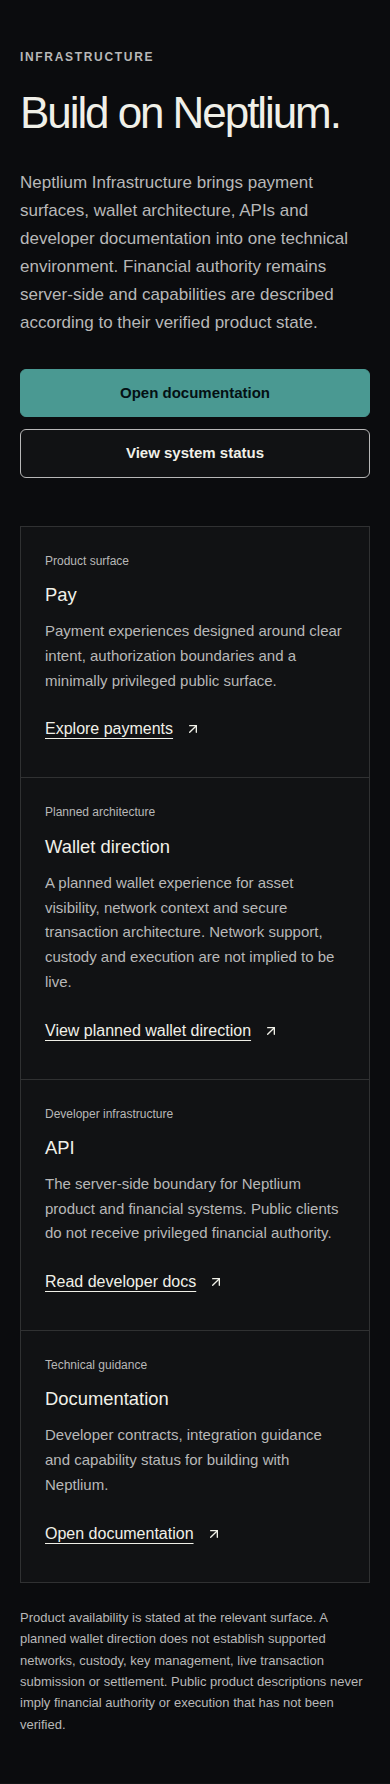 INFRASTRUCTURE
Build on Neptlium.
Neptlium Infrastructure brings payment
surfaces, wallet architecture, APIs and
developer documentation into one technical
environment. Financial authority remains
server-side and capabilities are described
according to their verified product state.
Open documentation
View system status
Product surface
Pay
Payment experiences designed around clear
intent, authorization boundaries and a
minimally privileged public surface.
Explore payments
Planned architecture
Wallet direction
A planned wallet experience for asset
visibility, network context and secure
transaction architecture. Network support,
custody and execution are not implied to be
live.
View planned wallet direction
Developer infrastructure
API
The server-side boundary for Neptlium
product and financial systems. Public clients
do not receive privileged financial authority.
Read developer docs
Technical guidance
Documentation
Developer contracts, integration guidance
and capability status for building with
Neptlium.
Open documentation
Product availability is stated at the relevant surface. A
planned wallet direction does not establish supported
networks, custody, key management, live transaction
submission or settlement. Public product descriptions never
imply financial authority or execution that has not been
verified.